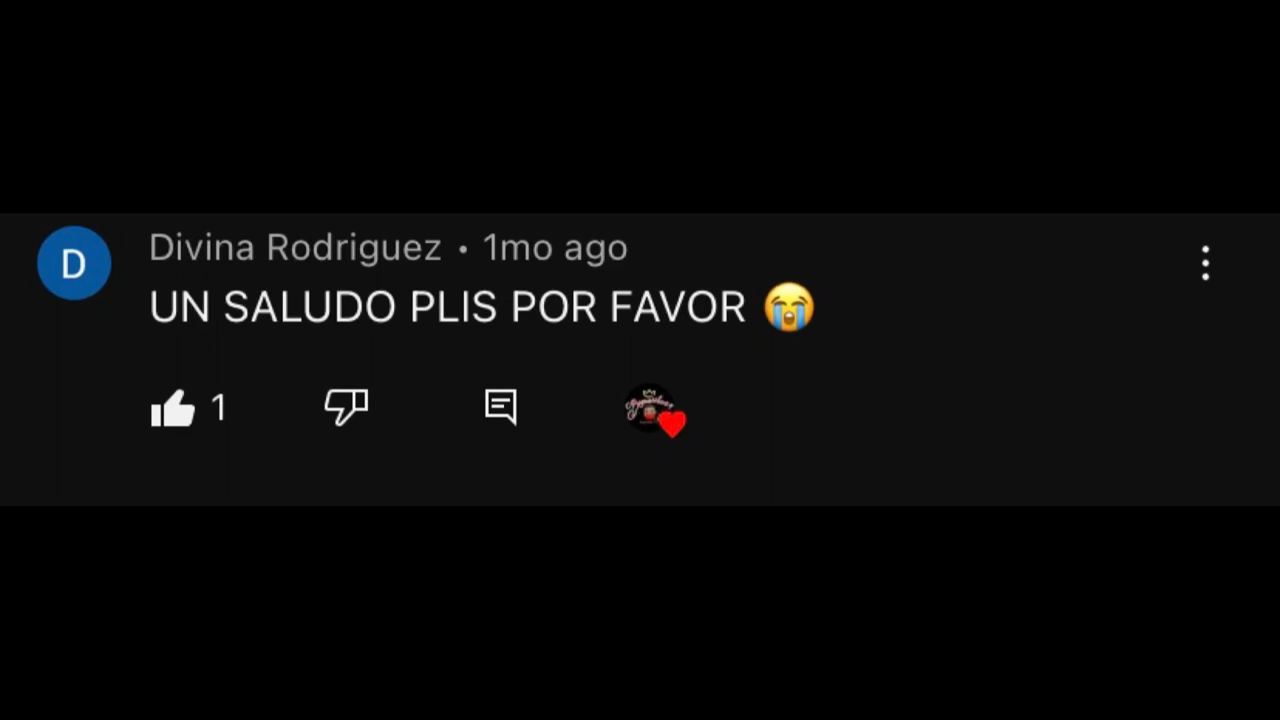 D
Divina Rodriguez • 1mo ago
UN SALUDO PLIS POR FAVOR 😭
1